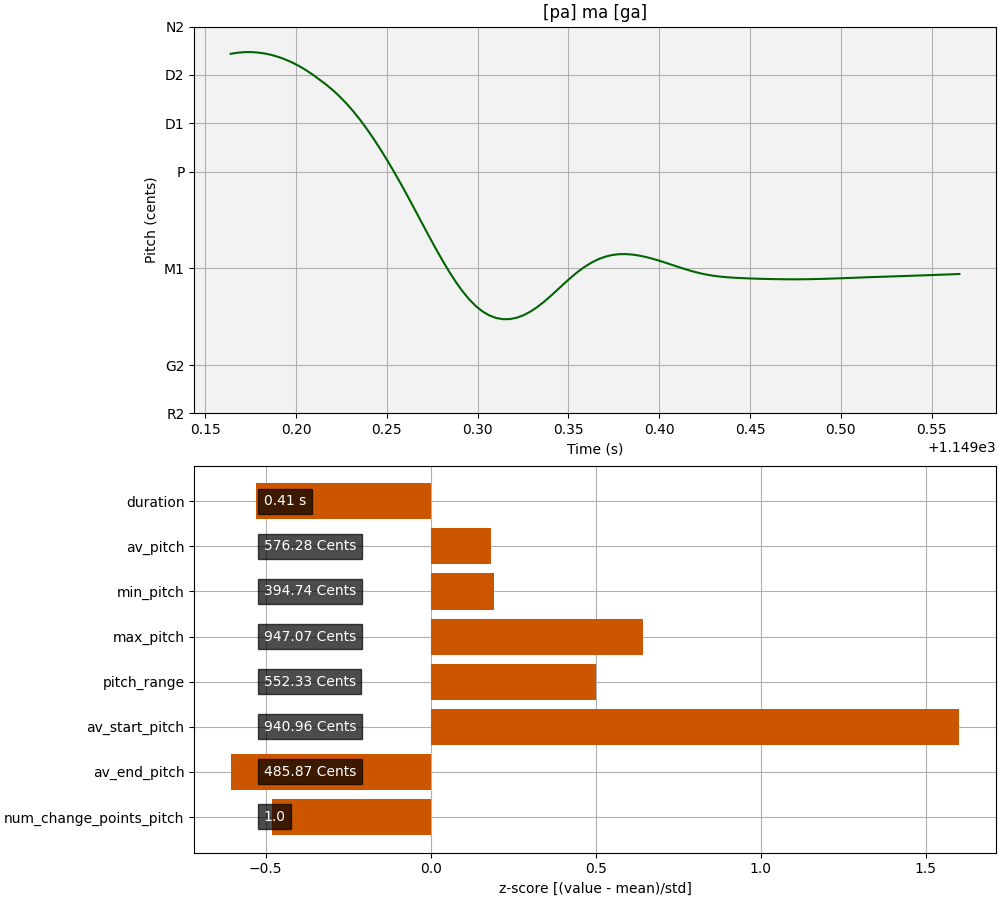 [pa] ma [ga]
N2
D2
D1
P
M1
G2
R2
Pitch (cents)
0.15 0.20 0.25 0.30 0.35 0.40 0.45 0.50 0.55
Time (s)
+1.149e3
duration 0.41 s
av_pitch 576.28 Cents
min_pitch 394.74 Cents
max_pitch 947.07 Cents
pitch_range 552.33 Cents
av_start_pitch 940.96 Cents
av_end_pitch 485.87 Cents
num_change_points_pitch 1.0
−0.5 0.0 0.5 1.0 1.5
z-score [(value - mean)/std]